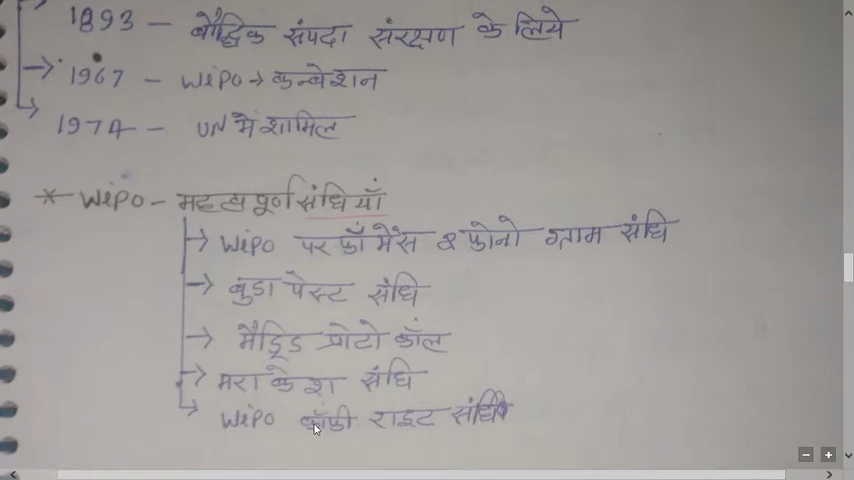 1893 - बौद्धिक संपदा संरक्षण के लिये
1967 - WIPO → कन्वेशन
1974 - UN मे शामिल
* WIPO - महत्वपूर्ण संधियाँ
→ WIPO परफॉर्मेंस & फोनोग्राम संधि
→ बुडापेस्ट संधि
→ मैड्रिड प्रोटोकॉल
→ मराकेश संधि
→ WIPO कॉपी राइट संधि